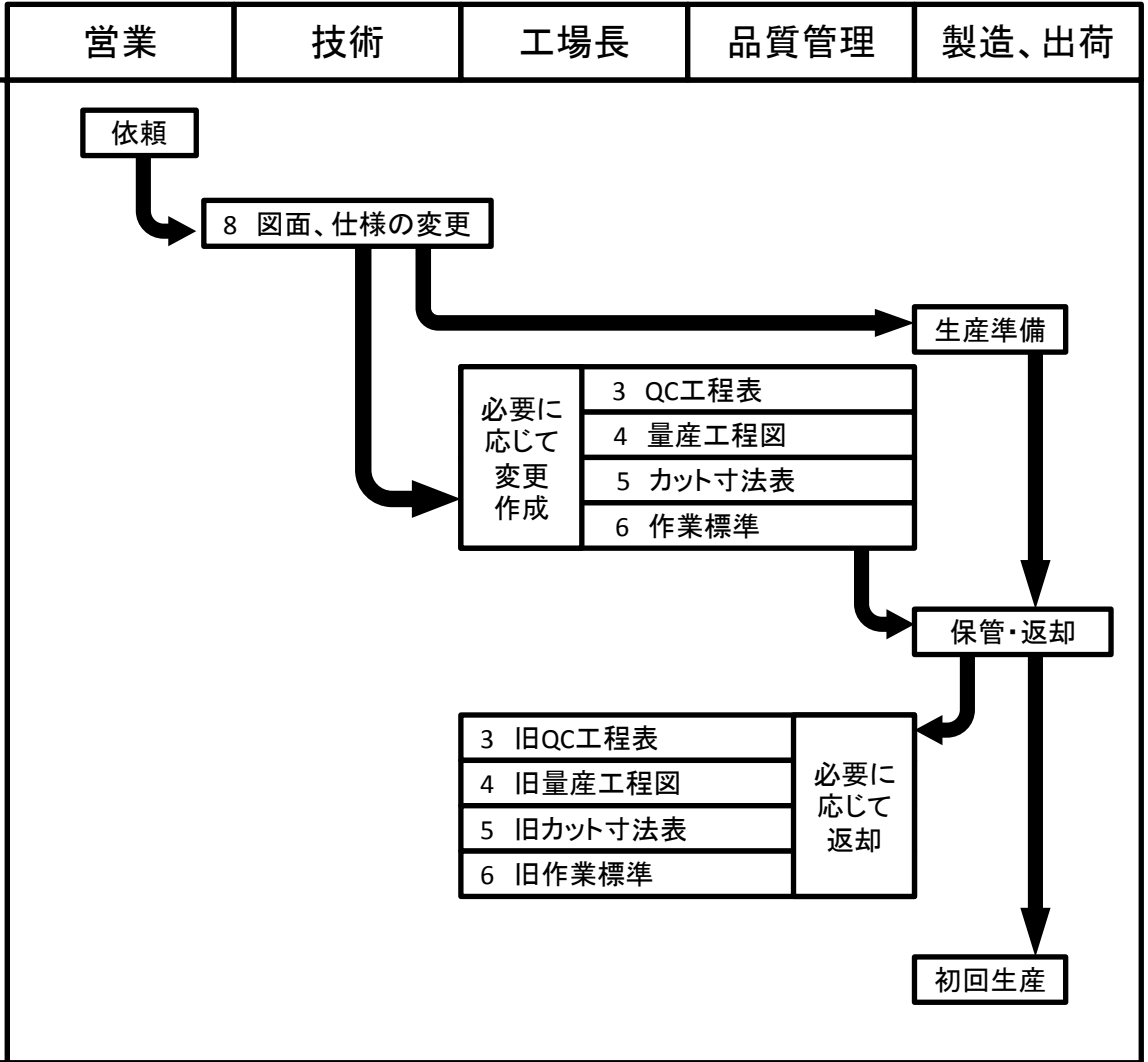 営業 技術 工場長 品質管理 製造、出荷
依頼
8 図面、仕様の変更
生産準備
必要に
応じて
変更
作成
3 QC工程表
4 量産工程図
5 カット寸法表
6 作業標準
保管・返却
3 旧QC工程表
4 旧量産工程図
5 旧カット寸法表
6 旧作業標準
必要に
応じて
返却
初回生産